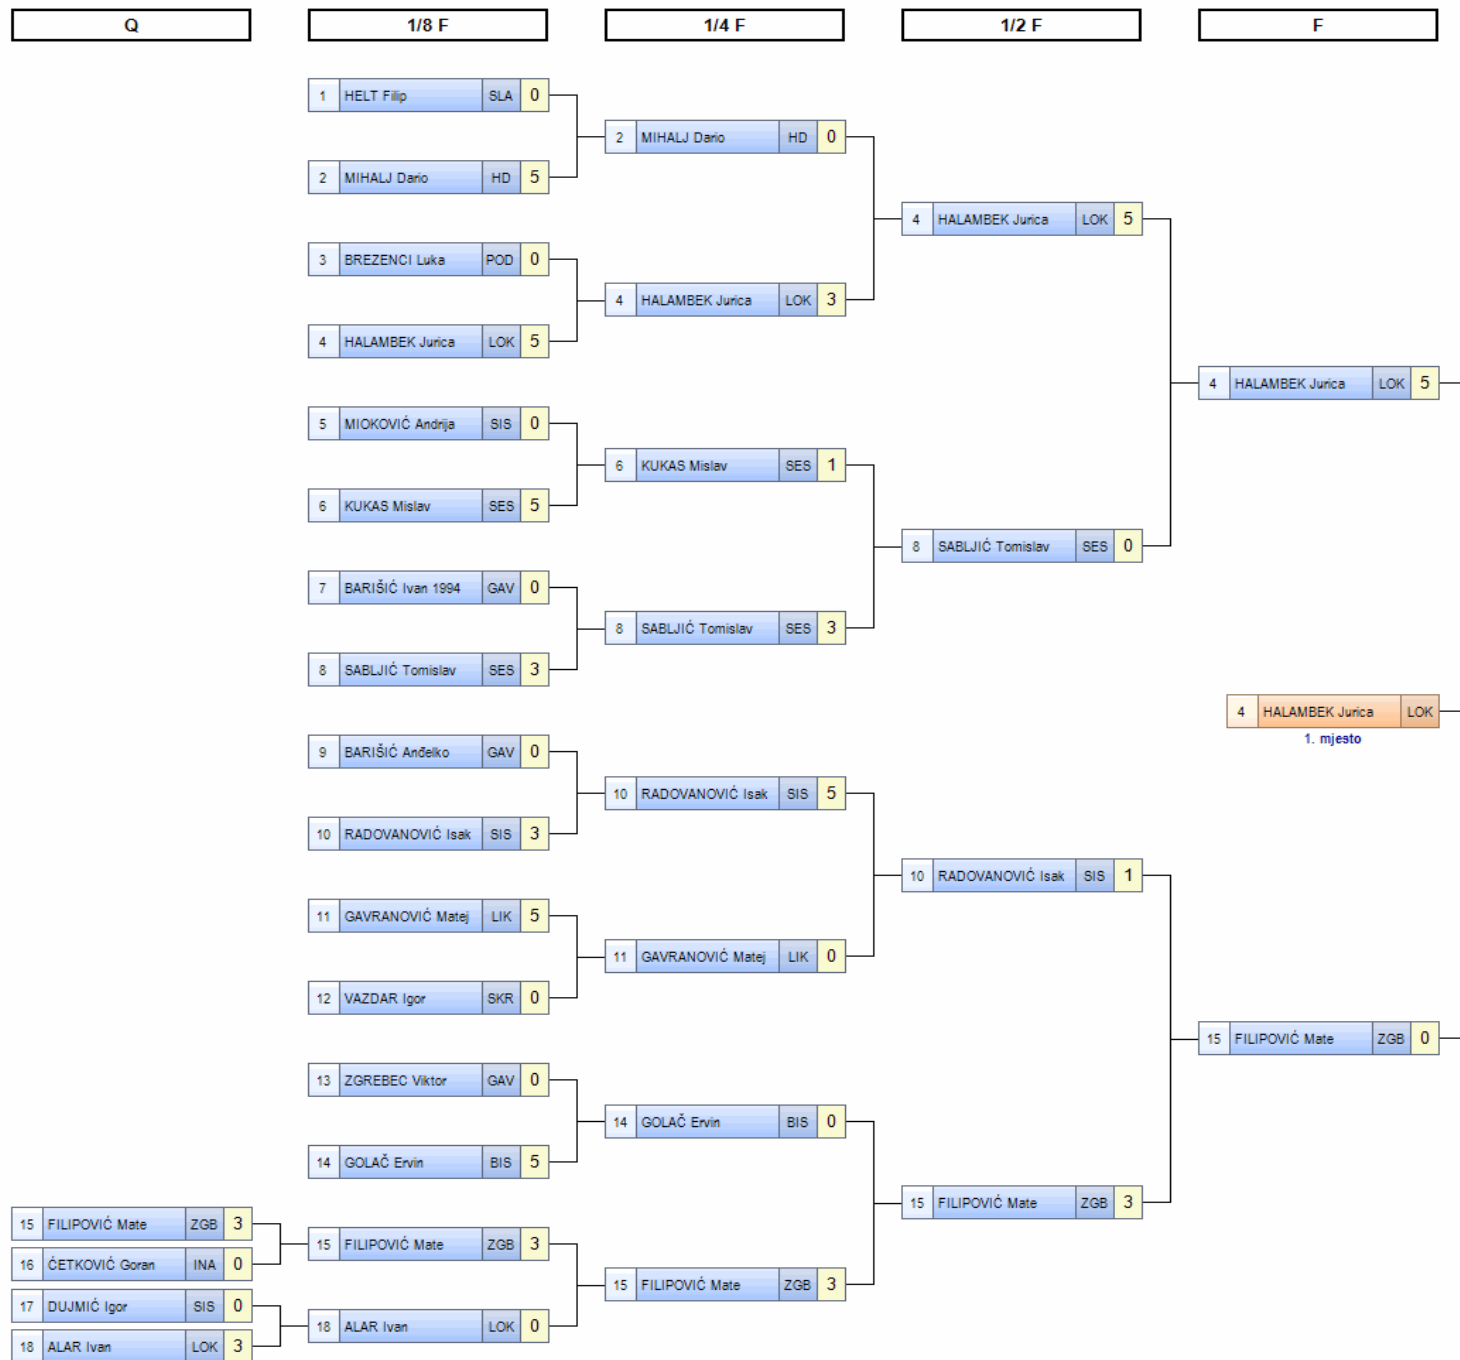 Q
1/8 F
1/4 F
1/2 F
F
1 HELT Filip SLA 0
2 MIHALJ Dario HD 5
3 BREZENCI Luka POD 0
4 HALAMBEK Jurica LOK 5
5 MIOKOVIĆ Andrija SIS 0
6 KUKAS Mislav SES 5
7 BARIŠIĆ Ivan 1994 GAV 0
8 SABLJIĆ Tomislav SES 3
9 BARIŠIĆ Anđelko GAV 0
10 RADOVANOVIĆ Isak SIS 3
11 GAVRANOVIĆ Matej LIK 5
12 VAZDAR Igor SKR 0
13 ZGREBEC Viktor GAV 0
14 GOLAČ Ervin BIS 5
15 FILIPOVIĆ Mate ZGB 3
16 ĆETKOVIĆ Goran INA 0
17 DUJMIĆ Igor SIS 0
18 ALAR Ivan LOK 3
15 FILIPOVIĆ Mate ZGB 3
18 ALAR Ivan LOK 0
2 MIHALJ Dario HD 0
4 HALAMBEK Jurica LOK 3
6 KUKAS Mislav SES 1
8 SABLJIĆ Tomislav SES 3
10 RADOVANOVIĆ Isak SIS 5
11 GAVRANOVIĆ Matej LIK 0
14 GOLAČ Ervin BIS 0
15 FILIPOVIĆ Mate ZGB 3
4 HALAMBEK Jurica LOK 5
8 SABLJIĆ Tomislav SES 0
10 RADOVANOVIĆ Isak SIS 1
15 FILIPOVIĆ Mate ZGB 3
4 HALAMBEK Jurica LOK 5
4 HALAMBEK Jurica LOK
1. mjesto
15 FILIPOVIĆ Mate ZGB 0